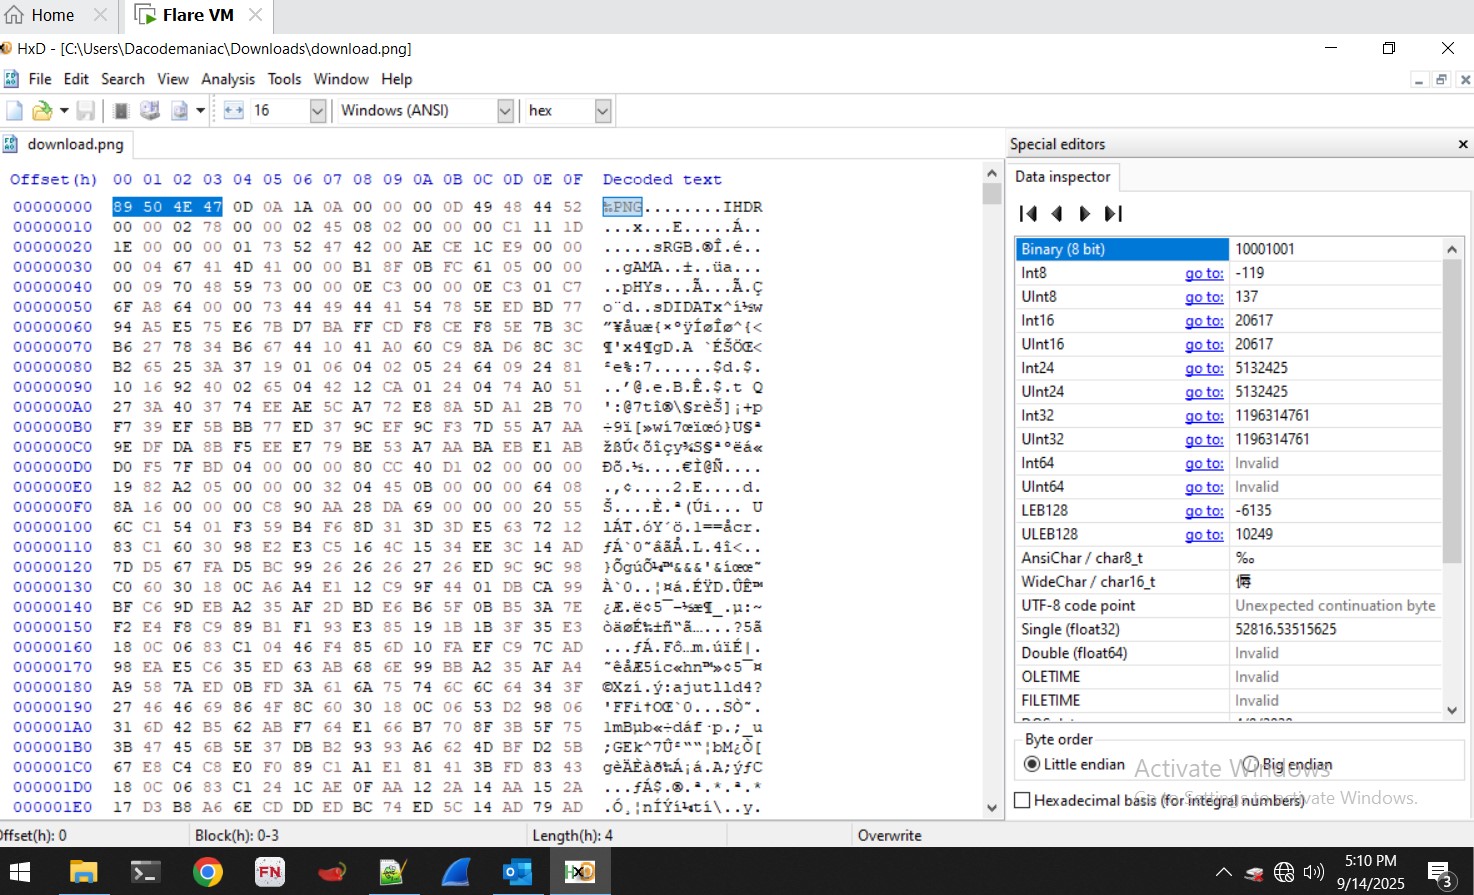 Home
Flare VM
HxD - [C:\Users\Dacodemaniac\Downloads\download.png]
File Edit Search View Analysis Tools Window Help
16 Windows (ANSI) hex
download.png
Special editors
Data inspector
Offset(h) 00 01 02 03 04 05 06 07 08 09 0A 0B 0C 0D 0E 0F Decoded text
00000000 89 50 4E 47 0D 0A 1A 0A 00 00 00 0D 49 48 44 52 ‰PNG........IHDR
00000010 00 00 02 78 00 00 02 45 08 02 00 00 00 C1 11 1D ...x...E.....Á..
00000020 1E 00 00 00 01 73 52 47 42 00 AE CE 1C E9 00 00 .....sRGB.®Î.é..
00000030 00 04 67 41 4D 41 00 00 B1 8F 0B FC 61 05 00 00 ..gAMA..±..üa...
00000040 00 09 70 48 59 73 00 00 0E C3 00 00 0E C3 01 C7 ..pHYs...Ã...Ã.Ç
00000050 6F A8 64 00 00 73 44 49 44 41 54 78 5E ED BD 77 o¨d..sDIDATx^í½w
00000060 94 A5 E5 75 E6 7B D7 BA FF CD F8 CE F8 5E 7B 3C ”¥åuæ{×ºÿÍøÎø^{<
00000070 B6 27 78 34 B6 67 44 10 41 A0 60 C9 8A D6 8C 3C ¶'x4¶gD.A `ÉŠÖŒ<
00000080 B2 65 25 3A 37 19 01 06 04 02 05 24 64 09 24 81 ²e%:7......$d.$.
00000090 10 16 92 40 02 65 04 42 12 CA 01 24 04 74 A0 51 ..’@.e.B.Ê.$.t Q
000000A0 27 3A 40 37 74 EE AE 5C A7 72 E8 8A 5D A1 2B 70 ':@7tî®\§rèŠ]¡+p
000000B0 F7 39 EF 5B BB 77 ED 37 9C EF 9C F3 7D 55 A7 AA ÷9ï[»wí7œïœó}U§ª
000000C0 9E DF DA 8B F5 EE E7 79 BE 53 A7 AA BA EB E1 AB žßÚ‹õîçy¾S§ªºëá«
000000D0 D0 F5 7F BD 04 00 00 00 80 CC 40 D1 02 00 00 00 Ðõ.½....€Ì@Ñ....
000000E0 19 82 A2 05 00 00 00 32 04 45 0B 00 00 00 64 08 .‚¢....2.E....d.
000000F0 8A 16 00 00 00 C8 90 AA 28 DA 69 00 00 00 20 55 Š....È.ª(Úi... U
00000100 6C C1 54 01 F3 59 B4 F6 8D 31 3D 3D E5 63 72 12 lÁT.óY´ö.1==åcr.
00000110 83 C1 60 30 98 E2 E3 C5 16 4C 15 34 EE 3C 14 AD ƒÁ`0˜âãÅ.L.4î<..
00000120 7D D5 67 FA D5 BC 99 26 26 26 27 26 ED 9C 9C 98 }ÕgúÕ¼™&&&'&íœœ˜
00000130 C0 60 30 18 0C A6 A4 E1 12 C9 9F 44 01 DB CA 99 À`0..¦¤á.ÉŸD.ÛÊ™
00000140 BF C6 9D EB A2 35 AF 2D BD E6 B6 5F 0B B5 3A 7E ¿Æ.ë¢5¯-½æ¶_.µ:~
00000150 F2 E4 F8 C9 89 B1 F1 93 E3 85 19 1B 1B 3F 35 E3 òäøÉ‰±ñ“ã…...?5ã
00000160 18 0C 06 83 C1 04 46 F4 85 6D 10 FA EF C9 7C AD ...ƒÁ.Fô…m.úïÉ|.
00000170 98 EA E5 C6 35 ED 63 AB 68 6E 99 BB A2 35 AF A4 ˜êåÆ5íc«hn™»¢5¯¤
00000180 A9 58 7A ED 0B FD 3A 61 6A 75 74 6C 6C 64 34 3F ©Xzí.ý:ajutlld4?
00000190 27 46 46 69 86 4F 8C 60 30 18 0C 06 53 D2 98 06 'FFi†OŒ`0...SÒ˜.
000001A0 31 6D 42 B5 62 AB F7 64 E1 66 B7 70 8F 3B 5F 75 1mBµb«÷dáf·p.;_u
000001B0 3B 47 45 6B 5E 37 DB B2 93 93 A6 62 4D BF D2 5B ;GEk^7Û²““¦bM¿Ò[
000001C0 67 E8 C4 C8 E0 F0 89 C1 A1 E1 81 41 3B FD 83 43 gèÄÈàð‰Á¡á.A;ýƒC
000001D0 18 0C 06 83 C1 24 1C AE 0F AA 12 2A 14 AA 15 2A ...ƒÁ$.®.ª.*.ª.*
000001E0 17 D3 B8 A6 6E CD DD ED BC 74 ED 5C 14 AD 79 AD .Ó¸¦nÍÝí¼tí\..y.
Binary (8 bit) 10001001
Int8 go to: -119
UInt8 go to: 137
Int16 go to: 20617
UInt16 go to: 20617
Int24 go to: 5132425
UInt24 go to: 5132425
Int32 go to: 1196314761
UInt32 go to: 1196314761
Int64 go to: Invalid
UInt64 go to: Invalid
LEB128 go to: -6135
ULEB128 go to: 10249
AnsiChar / char8_t ‰
WideChar / char16_t 傉
UTF-8 code point Unexpected continuation byte
Single (float32) 52816.53515625
Double (float64) Invalid
OLETIME Invalid
FILETIME Invalid
Byte order
Little endian Big endian
Hexadecimal basis (for integral numbers)
Activate Windows
Go to Settings to activate Windows.
Offset(h): 0 Block(h): 0-3 Length(h): 4 Overwrite
FN
5:10 PM
9/14/2025
3